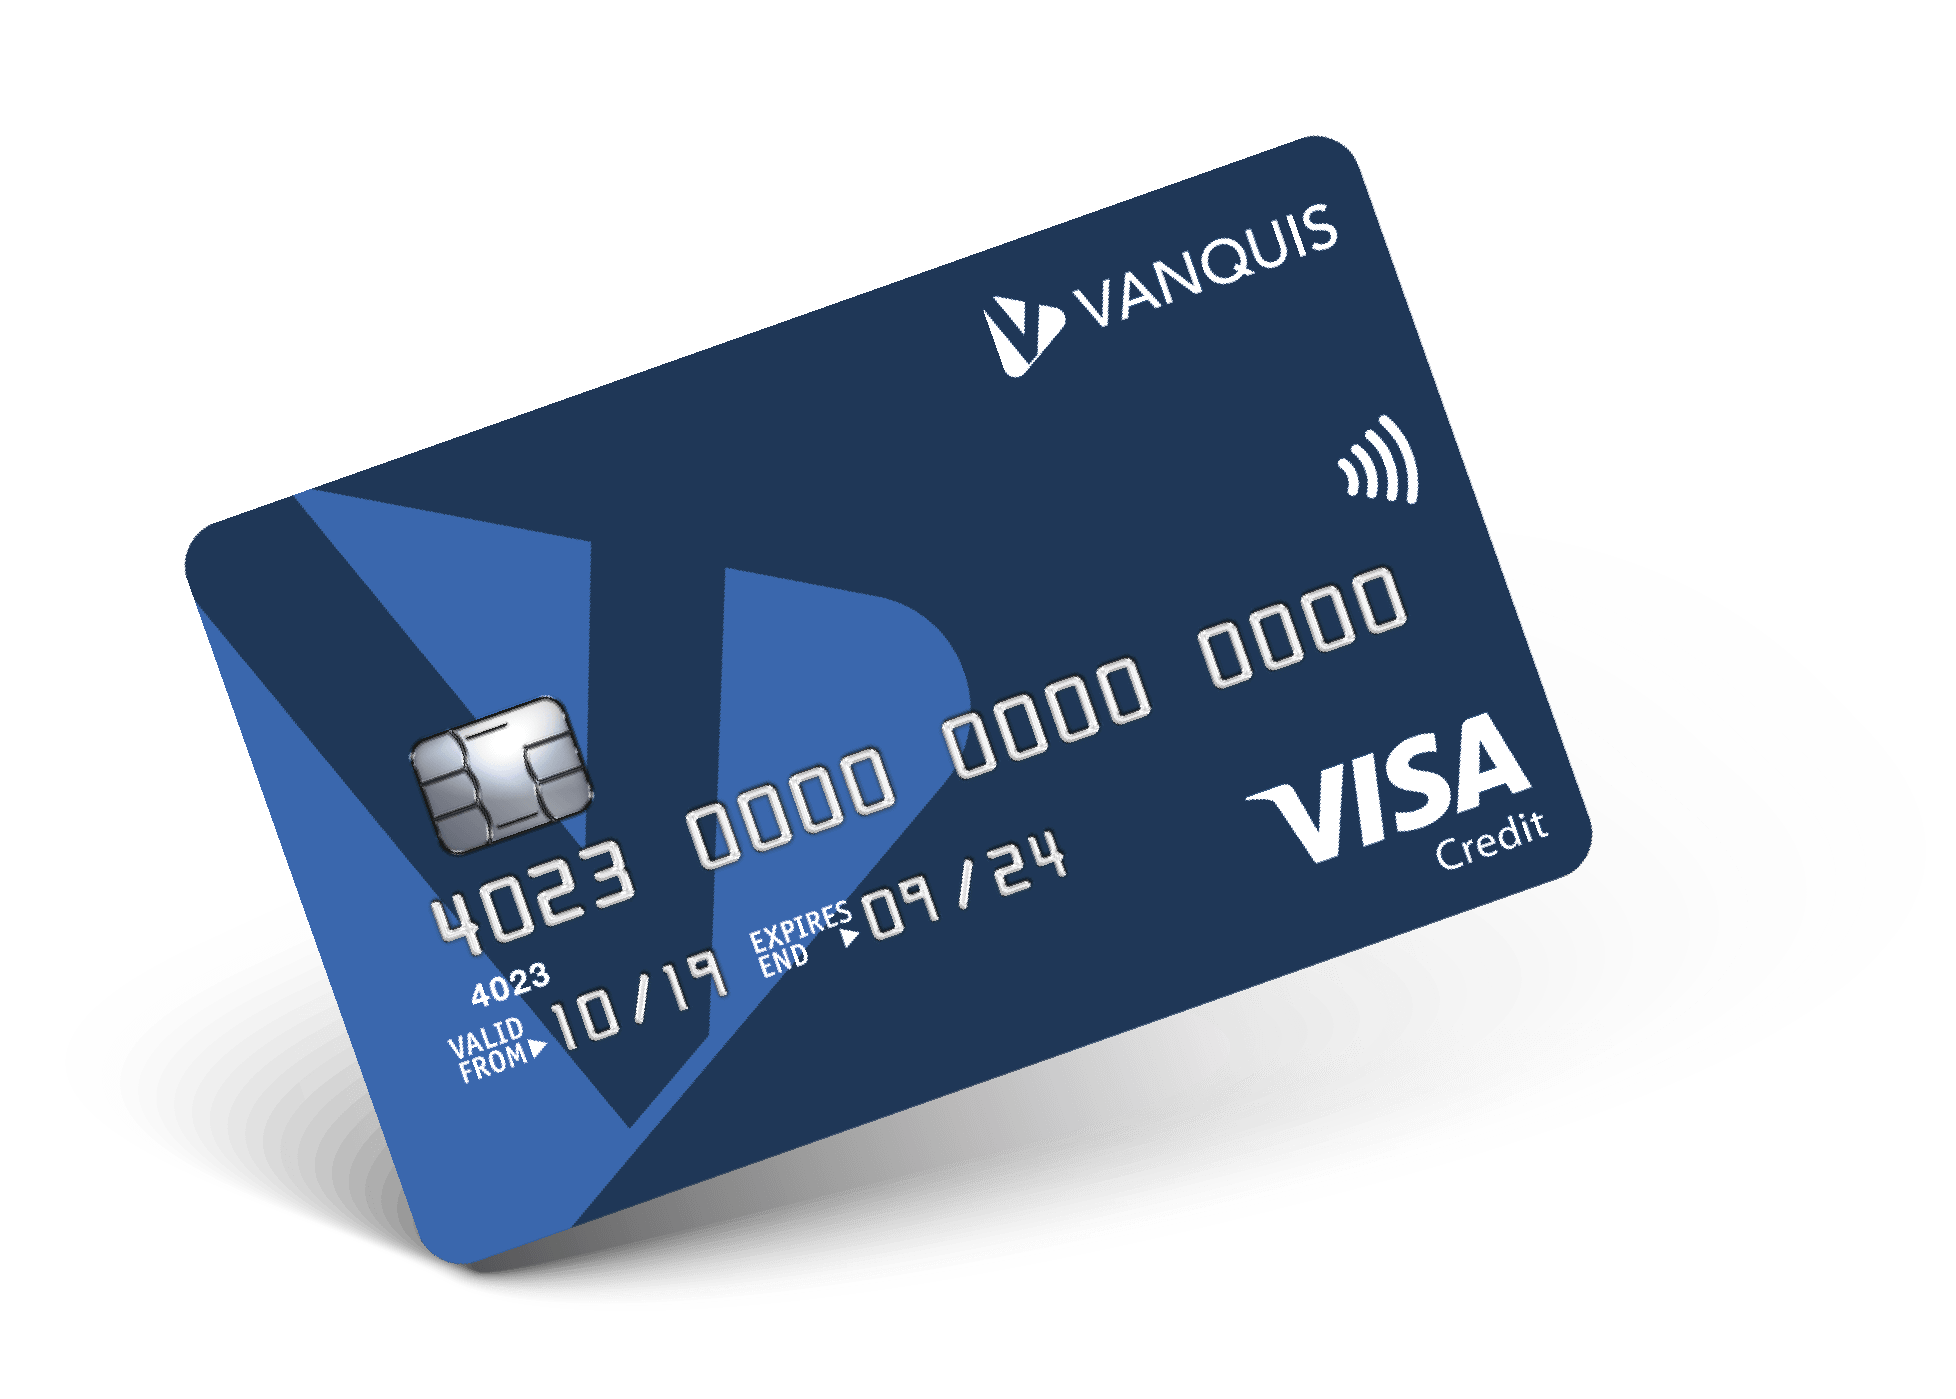 VANQUIS
4023 0000 0000 0000
4023
VALID
FROM
10/19
EXPIRES
END
09/24
VISA
Credit